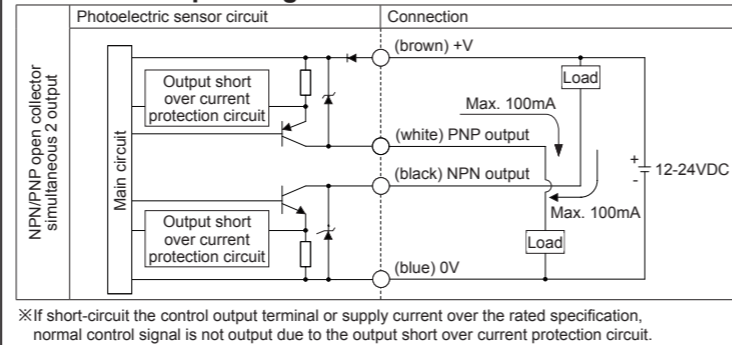 Photoelectric sensor circuit
Connection
NPN/PNP open collector
simultaneous 2 output
Main circuit
Output short
over current
protection circuit
(brown) +V
Load
Max. 100mA
(white) PNP output
(black) NPN output
+
-
12-24VDC
Max. 100mA
Output short
over current
protection circuit
Load
(blue) 0V
※If short-circuit the control output terminal or supply current over the rated specification,
normal control signal is not output due to the output short over current protection circuit.